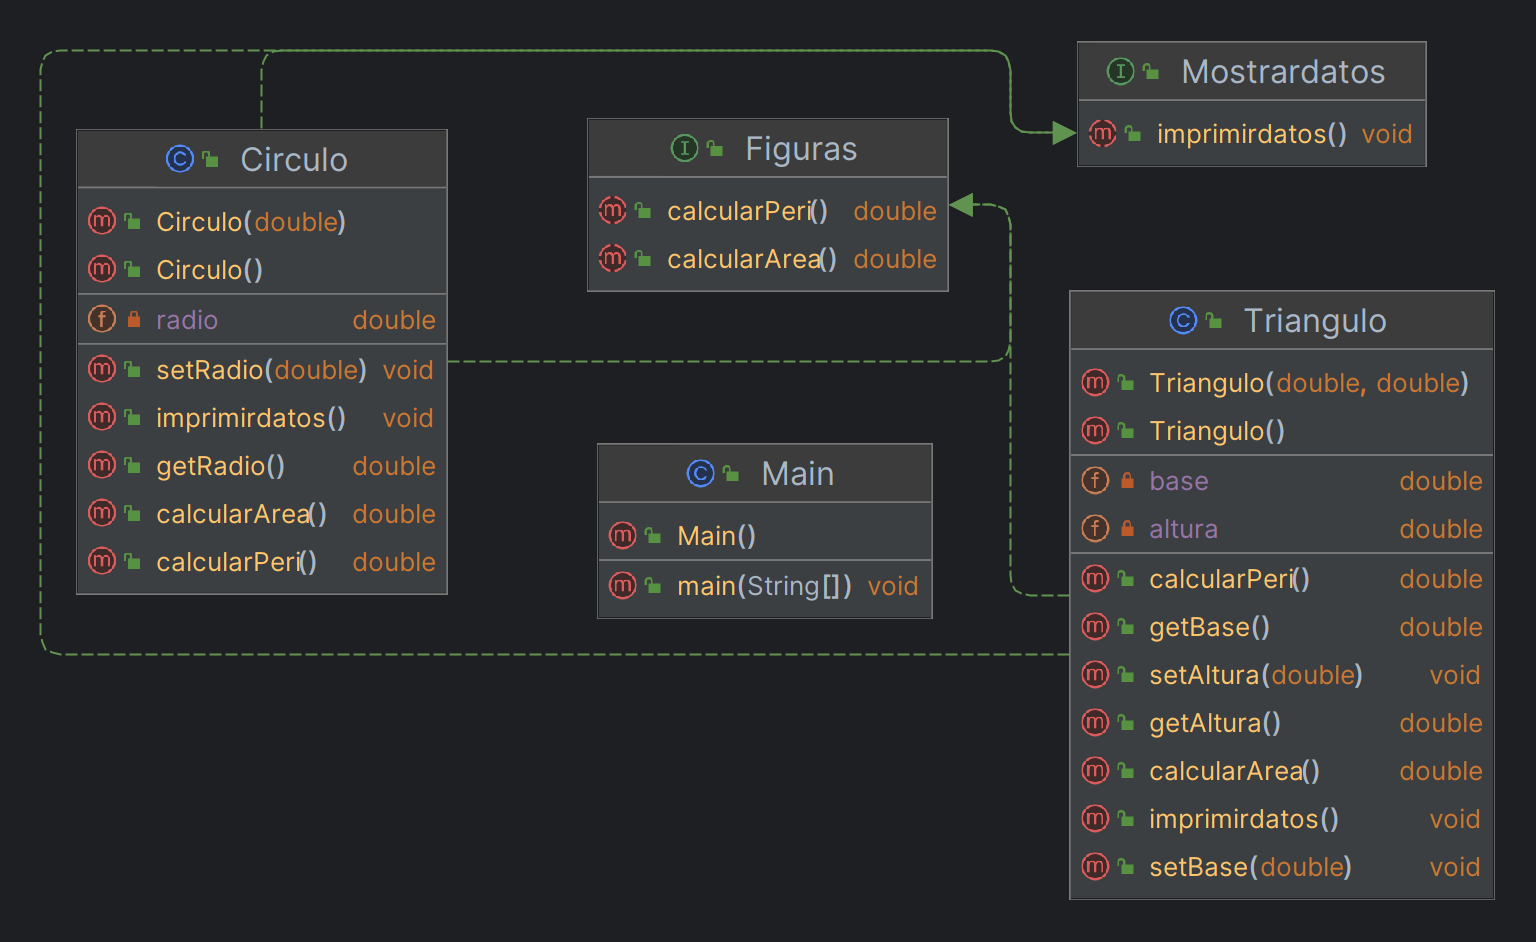 Circulo
Circulo(double)
Circulo()
radio double
setRadio(double) void
imprimirdatos() void
getRadio() double
calcularArea() double
calcularPeri() double
Figuras
calcularPeri() double
calcularArea() double
Main
Main()
main(String[]) void
Mostrardatos
imprimirdatos() void
Triangulo
Triangulo(double, double)
Triangulo()
base double
altura double
calcularPeri() double
getBase() double
setAltura(double) void
getAltura() double
calcularArea() double
imprimirdatos() void
setBase(double) void